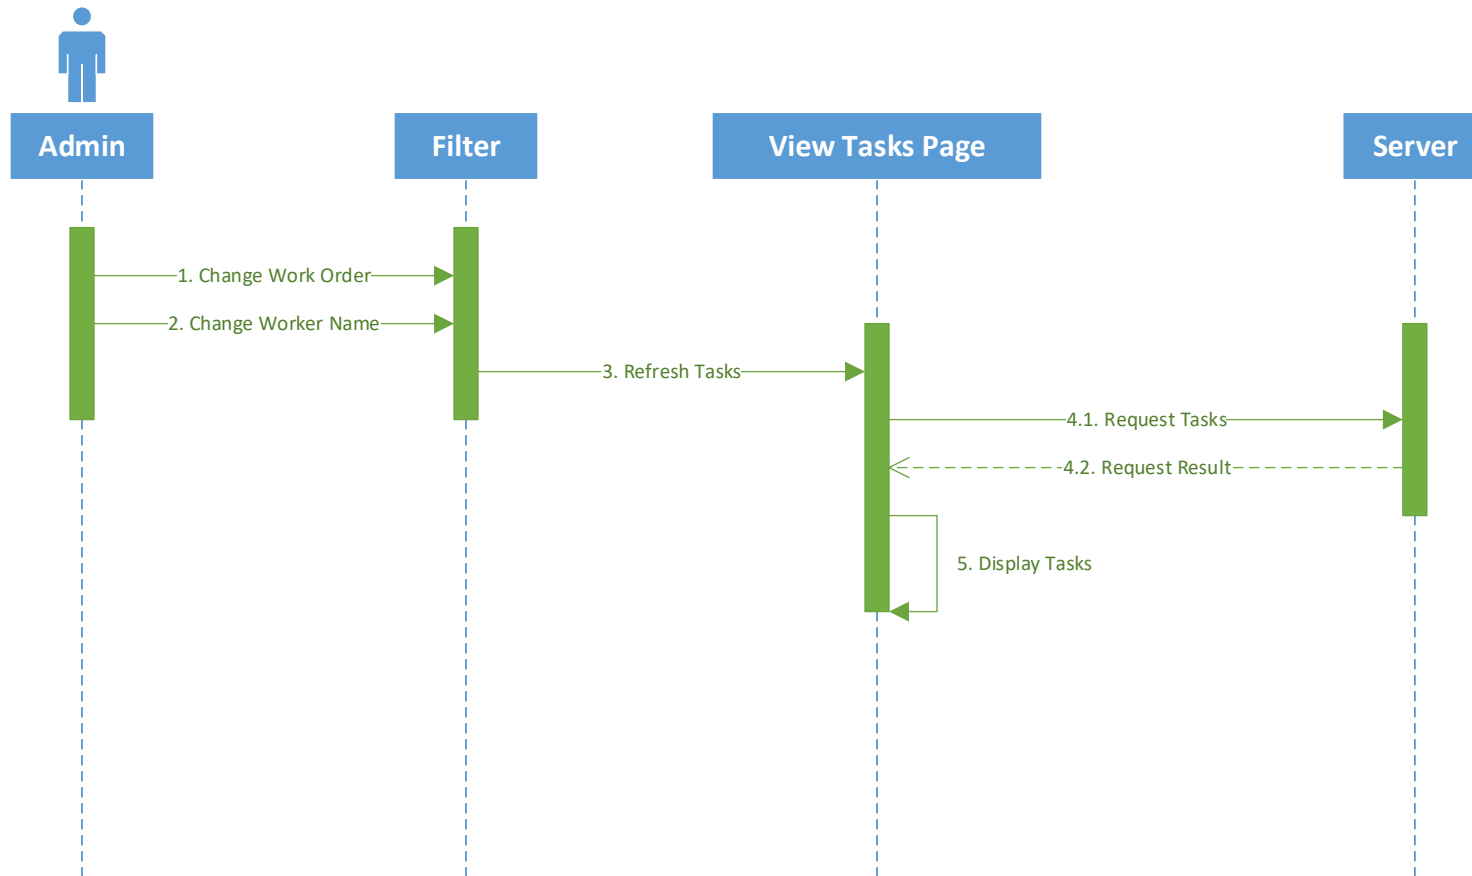 Admin
Filter
View Tasks Page
Server
1. Change Work Order
2. Change Worker Name
3. Refresh Tasks
4.1. Request Tasks
4.2. Request Result
5. Display Tasks